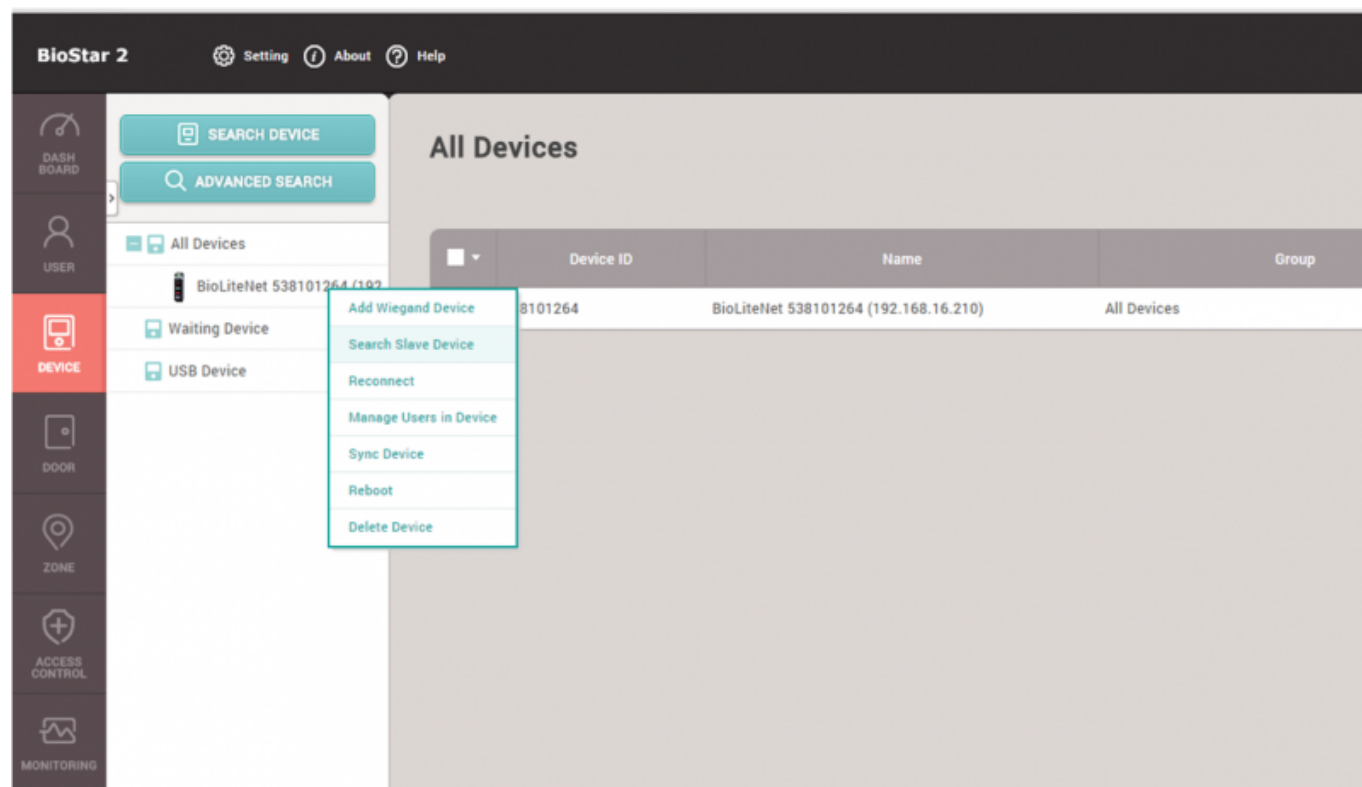 BioStar 2
Setting
About
Help
DASH
BOARD
USER
DEVICE
DOOR
ZONE
ACCESS
CONTROL
MONITORING
SEARCH DEVICE
ADVANCED SEARCH
All Devices
BioLiteNet 538101264 (192
Waiting Device
USB Device
Add Wiegand Device
Search Slave Device
Reconnect
Manage Users in Device
Sync Device
Reboot
Delete Device
All Devices
Device ID Name Group
8101264 BioLiteNet 538101264 (192.168.16.210) All Devices